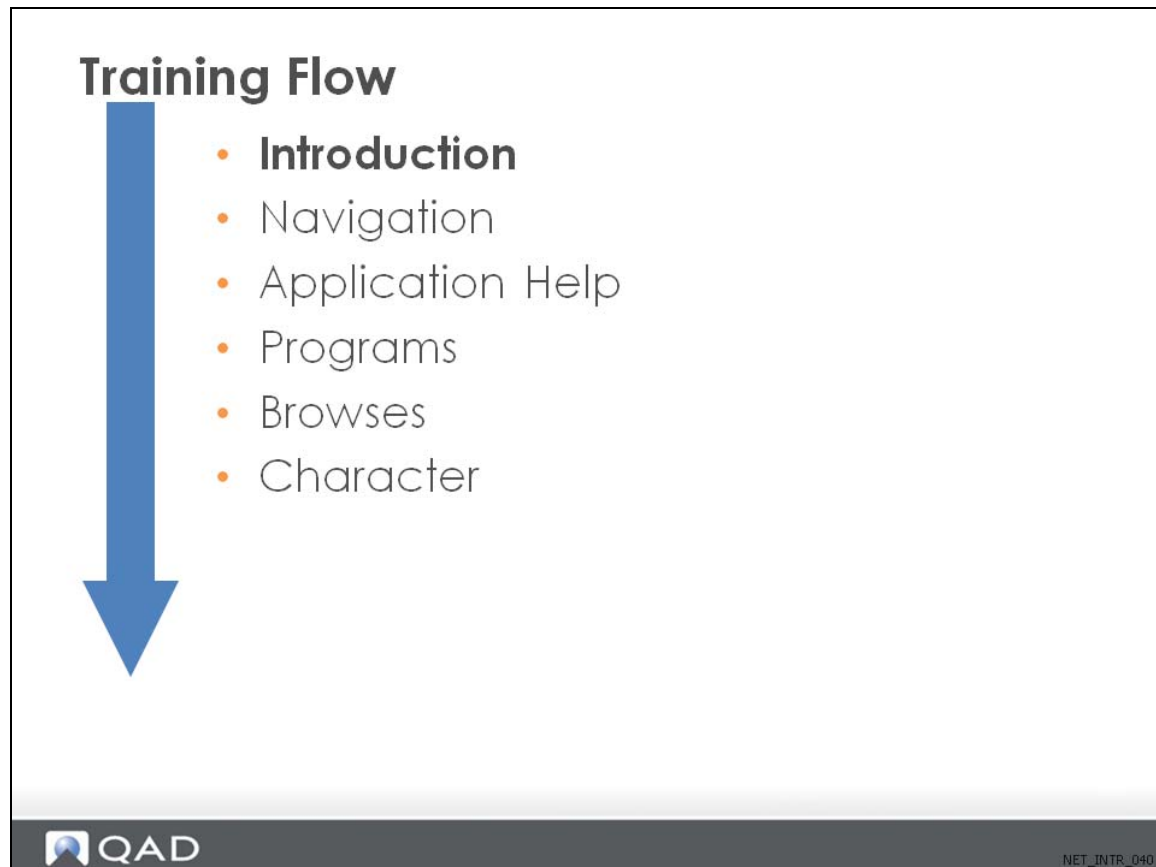 Training Flow
• Introduction
• Navigation
• Application Help
• Programs
• Browses
• Character
QAD
NET_INTR_040